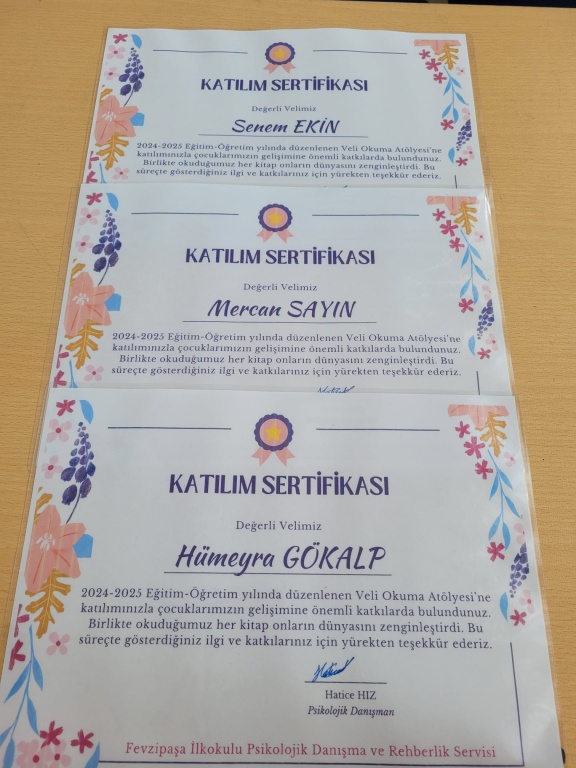 KATILIM SERTİFİKASI
Değerli Velimiz
Senem EKİN
2024-2025 Eğitim-Öğretim yılında düzenlenen Veli Okuma Atölyesi'ne
katılımınızla çocuklarımızın gelişimine önemli katkılarda bulundunuz.
Birlikte okuduğumuz her kitap onların dünyasını zenginleştirdi. Bu
süreçte gösterdiğiniz ilgi ve katkılarınız için yürekten teşekkür ederiz.
KATILIM SERTİFİKASI
Değerli Velimiz
Mercan SAYIN
2024-2025 Eğitim-Öğretim yılında düzenlenen Veli Okuma Atölyesi'ne
katılımınızla çocuklarımızın gelişimine önemli katkılarda bulundunuz.
Birlikte okuduğumuz her kitap onların dünyasını zenginleştirdi. Bu
süreçte gösterdiğiniz ilgi ve katkılarınız için yürekten teşekkür ederiz.
KATILIM SERTİFİKASI
Değerli Velimiz
Hümeyra GÖKALP
2024-2025 Eğitim-Öğretim yılında düzenlenen Veli Okuma Atölyesi'ne
katılımınızla çocuklarımızın gelişimine önemli katkılarda bulundunuz.
Birlikte okuduğumuz her kitap onların dünyasını zenginleştirdi. Bu
süreçte gösterdiğiniz ilgi ve katkılarınız için yürekten teşekkür ederiz.
Hatice HIZ
Psikolojik Danışman
Fevzipaşa İlkokulu Psikolojik Danışma ve Rehberlik Servisi